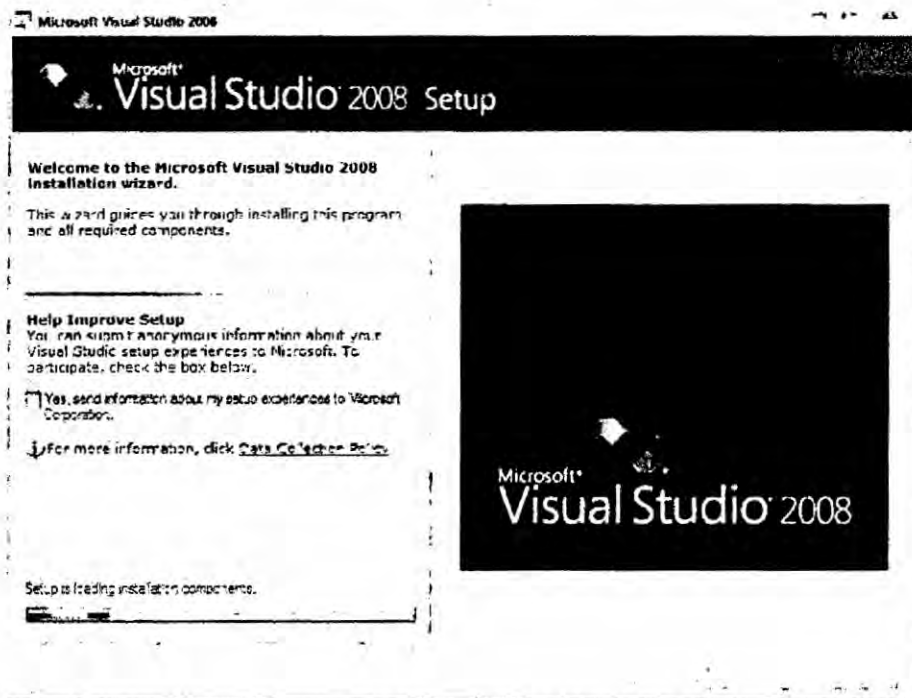 Microsoft Visual Studio 2008
Microsoft®
Visual Studio® 2008 Setup
Welcome to the Microsoft Visual Studio 2008
installation wizard.
This wizard guides you through installing this program
and all required components.
Help Improve Setup
You can submit anonymous information about your
Visual Studio setup experiences to Microsoft. To
participate, check the box below.
Yes, send information about my setup experiences to Microsoft
Corporation.
For more information, click Data Collection Policy
Microsoft®
Visual Studio® 2008
Setup is loading installation components.